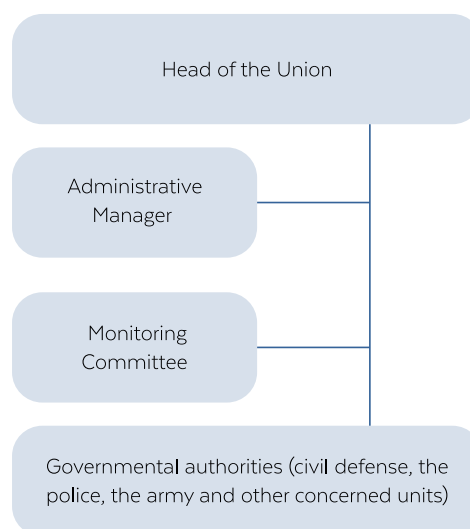 Head of the Union
Administrative
Manager
Monitoring
Committee
Governmental authorities (civil defense, the
police, the army and other concerned units)